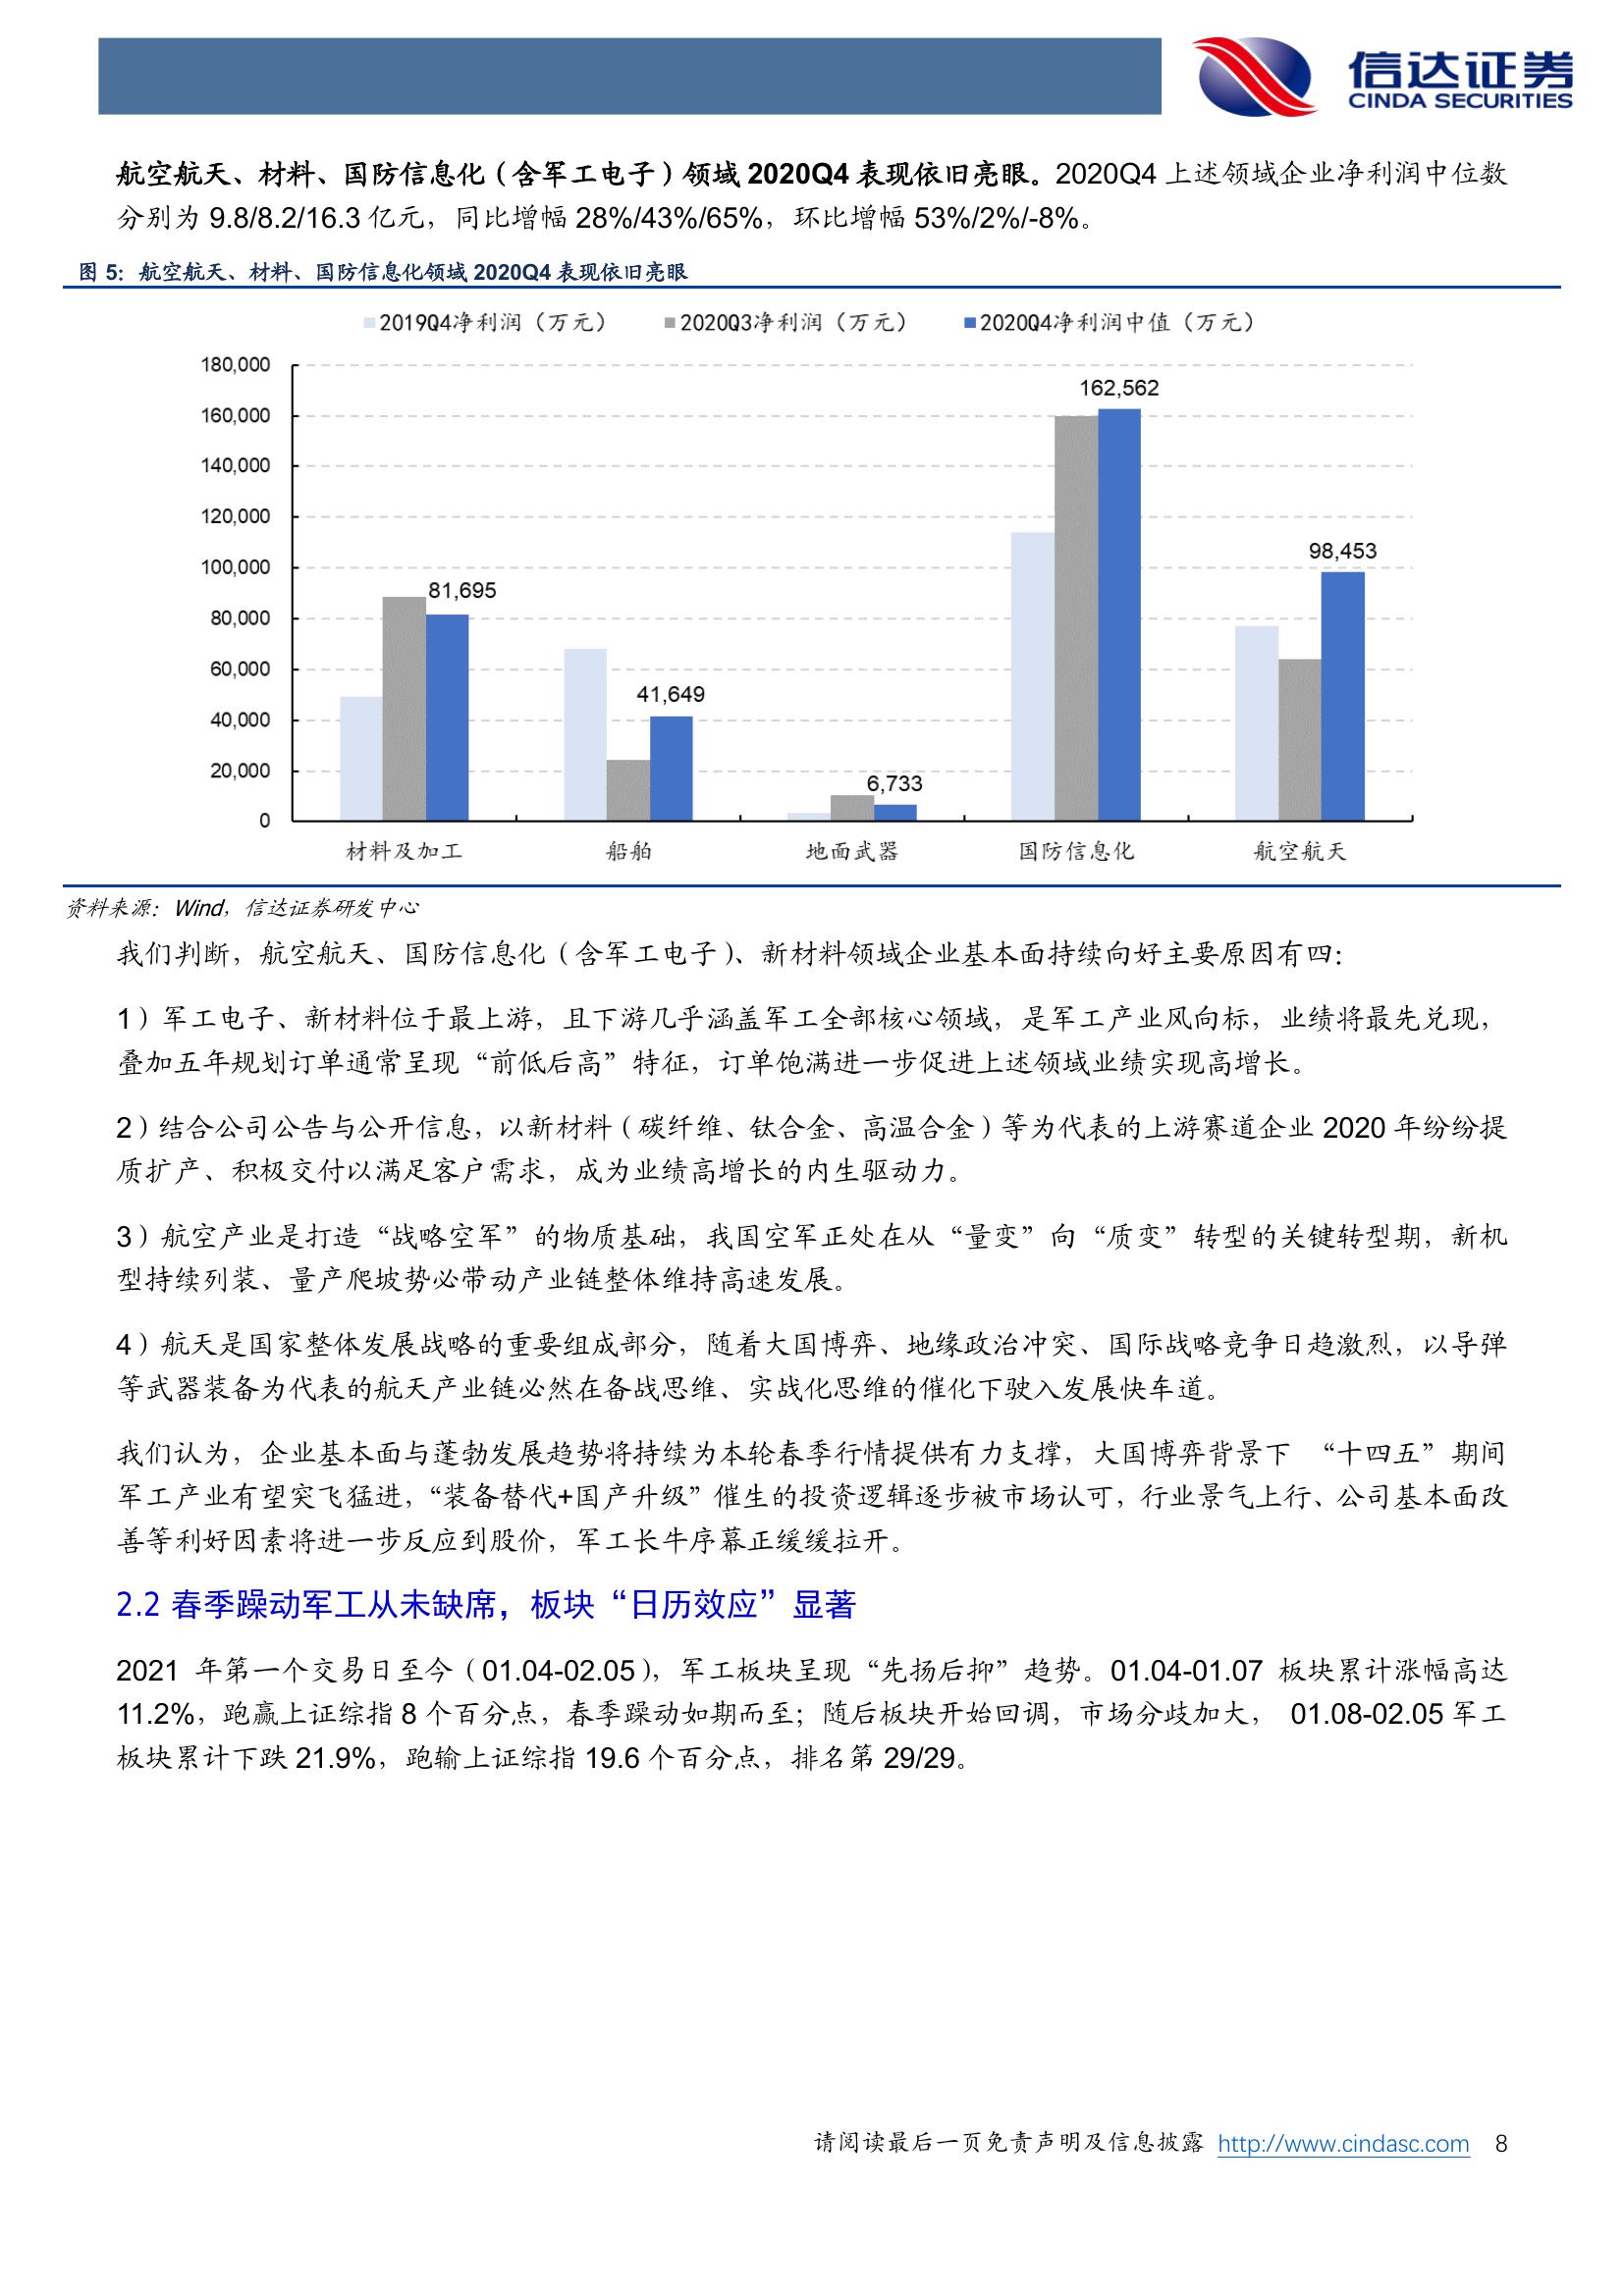 信达证券
CINDA SECURITIES
航空航天、材料、国防信息化（含军工电子）领域 2020Q4 表现依旧亮眼。2020Q4 上述领域企业净利润中位数
分别为 9.8/8.2/16.3 亿元，同比增幅 28%/43%/65%，环比增幅 53%/2%/-8%。
图 5：航空航天、材料、国防信息化领域 2020Q4 表现依旧亮眼
2019Q4净利润（万元） 2020Q3净利润（万元） 2020Q4净利润中值（万元）
180,000
160,000
140,000
120,000
100,000
80,000
60,000
40,000
20,000
0
81,695
41,649
6,733
162,562
98,453
材料及加工 船舶 地面武器 国防信息化 航空航天
资料来源：Wind，信达证券研发中心
我们判断，航空航天、国防信息化（含军工电子）、新材料领域企业基本面持续向好主要原因有四：
1）军工电子、新材料位于最上游，且下游几乎涵盖军工全部核心领域，是军工产业风向标，业绩将最先兑现，
叠加五年规划订单通常呈现“前低后高”特征，订单饱满进一步促进上述领域业绩实现高增长。
2）结合公司公告与公开信息，以新材料（碳纤维、钛合金、高温合金）等为代表的上游赛道企业 2020 年纷纷提
质扩产、积极交付以满足客户需求，成为业绩高增长的内生驱动力。
3）航空产业是打造“战略空军”的物质基础，我国空军正处在从“量变”向“质变”转型的关键转型期，新机
型持续列装、量产爬坡势必带动产业链整体维持高速发展。
4）航天是国家整体发展战略的重要组成部分，随着大国博弈、地缘政治冲突、国际战略竞争日趋激烈，以导弹
等武器装备为代表的航天产业链必然在备战思维、实战化思维的催化下驶入发展快车道。
我们认为，企业基本面与蓬勃发展趋势将持续为本轮春季行情提供有力支撑，大国博弈背景下 “十四五”期间
军工产业有望突飞猛进，“装备替代+国产升级”催生的投资逻辑逐步被市场认可，行业景气上行、公司基本面改
善等利好因素将进一步反应到股价，军工长牛序幕正缓缓拉开。
2.2 春季躁动军工从未缺席，板块“日历效应”显著
2021 年第一个交易日至今（01.04-02.05），军工板块呈现“先扬后抑”趋势。01.04-01.07 板块累计涨幅高达
11.2%，跑赢上证综指 8 个百分点，春季躁动如期而至；随后板块开始回调，市场分歧加大， 01.08-02.05 军工
板块累计下跌 21.9%，跑输上证综指 19.6 个百分点，排名第 29/29。
请阅读最后一页免责声明及信息披露 http://www.cindasc.com 8